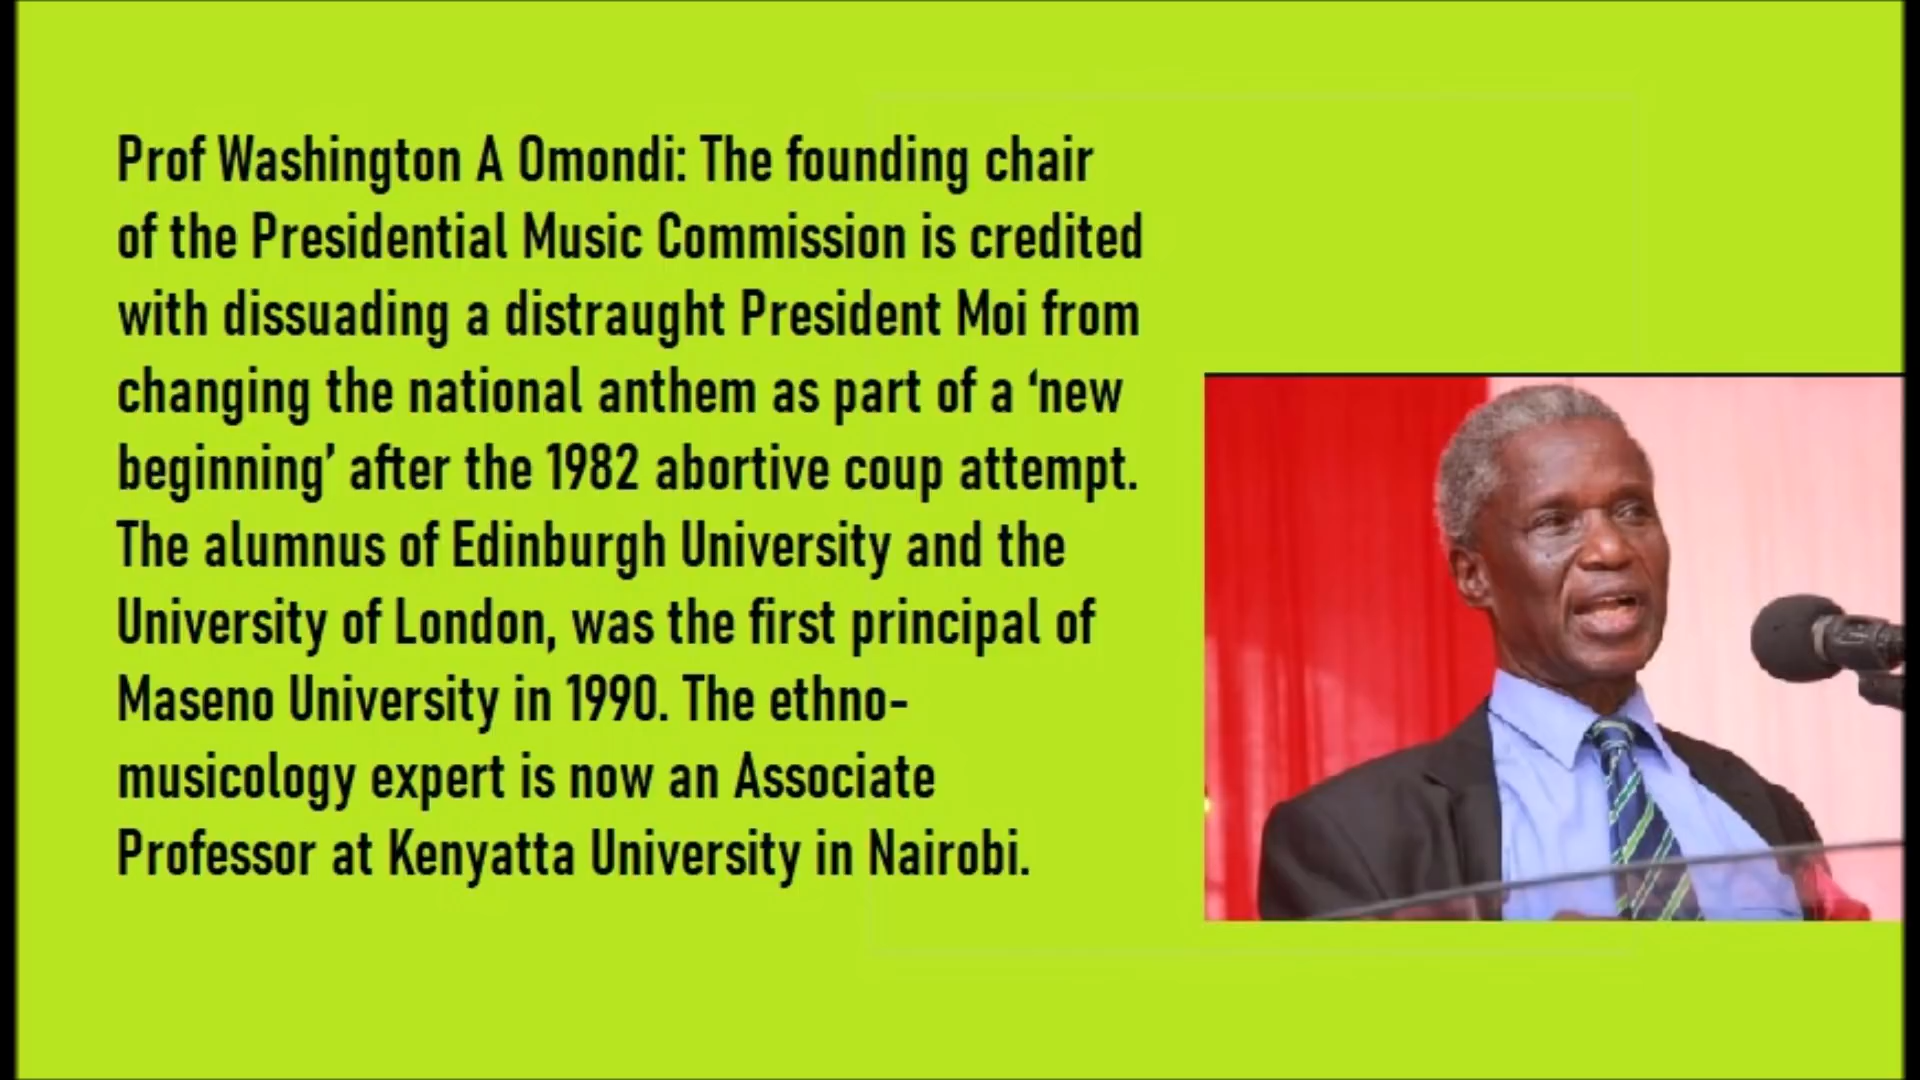 Prof Washington A Omondi: The founding chair
of the Presidential Music Commission is credited
with dissuading a distraught President Moi from
changing the national anthem as part of a ‘new
beginning’ after the 1982 abortive coup attempt.
The alumnus of Edinburgh University and the
University of London, was the first principal of
Maseno University in 1990. The ethno-
musicology expert is now an Associate
Professor at Kenyatta University in Nairobi.